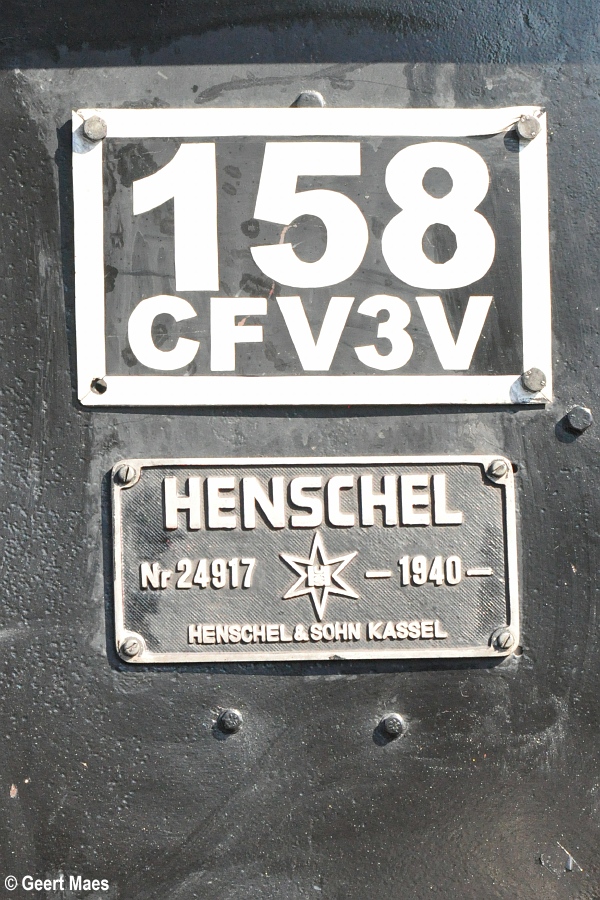 158
CFV3V
HENSCHEL
Nr 24917 — 1940 —
HENSCHEL & SOHN KASSEL
© Geert Maes